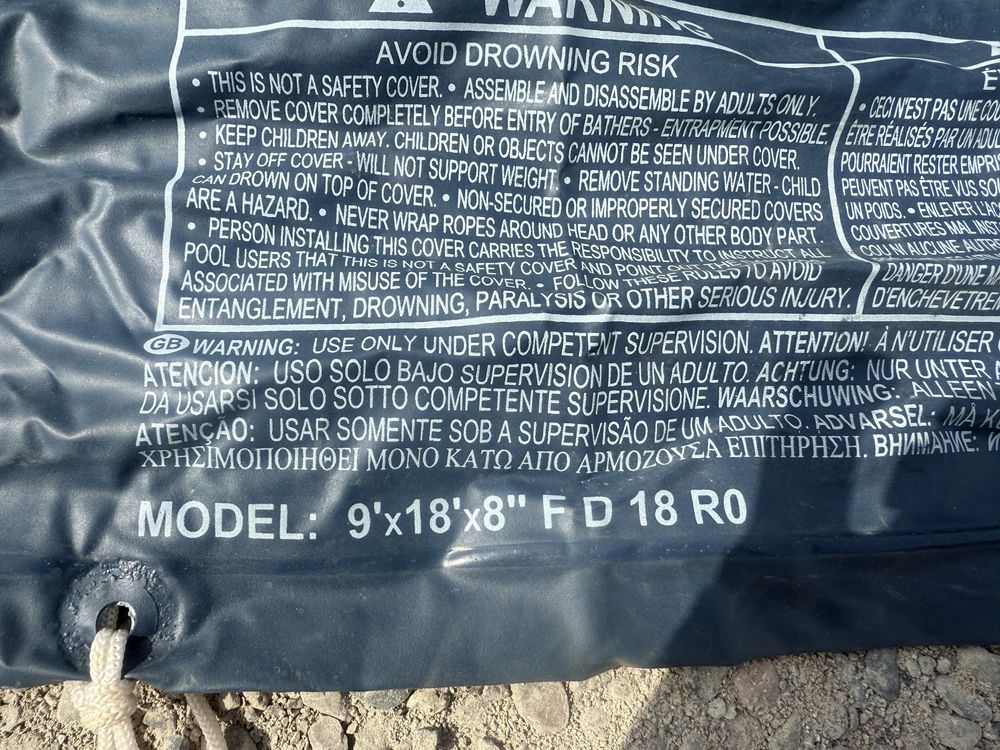 WARNING
AVOID DROWNING RISK
• THIS IS NOT A SAFETY COVER. • ASSEMBLE AND DISASSEMBLE BY ADULTS ONLY.
• REMOVE COVER COMPLETELY BEFORE ENTRY OF BATHERS - ENTRAPMENT POSSIBLE.
• KEEP CHILDREN AWAY. CHILDREN OR OBJECTS CANNOT BE SEEN UNDER COVER.
• STAY OFF COVER - WILL NOT SUPPORT WEIGHT. • REMOVE STANDING WATER - CHILD
CAN DROWN ON TOP OF COVER. • NON-SECURED OR IMPROPERLY SECURED COVERS
ARE A HAZARD. • NEVER WRAP ROPES AROUND HEAD OR ANY OTHER BODY PART.
• PERSON INSTALLING THIS COVER CARRIES THE RESPONSIBILITY TO INSTRUCT ALL
POOL USERS THAT THIS IS NOT A SAFETY COVER AND POINT
ASSOCIATED WITH MISUSE OF THE COVER. • FOLLOW THESE RULES TO AVOID
ENTANGLEMENT, DROWNING, PARALYSIS OR OTHER SERIOUS INJURY.
• CECI N'EST PAS UNE
ÊTRE RÉALISÉS PAR UN
POURRAIENT RESTER
PEUVENT PAS ÊTRE VUS
UN POIDS. • ENLEVER
COUVERTURES MAL
COU NI AUCUNE
DANGER D'UNE
GB WARNING: USE ONLY UNDER COMPETENT SUPERVISION. ATTENTION! À N'UTILISER
ATENCION: USO SOLO BAJO SUPERVISION DE UN ADULTO. ACHTUNG: NUR UNTER
DA USARSI SOLO SOTTO COMPETENTE SUPERVISIONE. WAARSCHUWING: ALLEEN
ATENÇÃO: USAR SOMENTE SOB A SUPERVISÃO DE UM ADULTO. ADVARSEL: MÅ
ΧΡΗΣΙΜΟΠΟΙΗΘΕΙ ΜΟΝΟ ΚΑΤΩ ΑΠΟ ΑΡΜΟΖΟΥΣΑ ΕΠΙΤΗΡΗΣΗ. ВНИМАНИЕ:
MODEL: 9'x18'x8" F D 18 R0